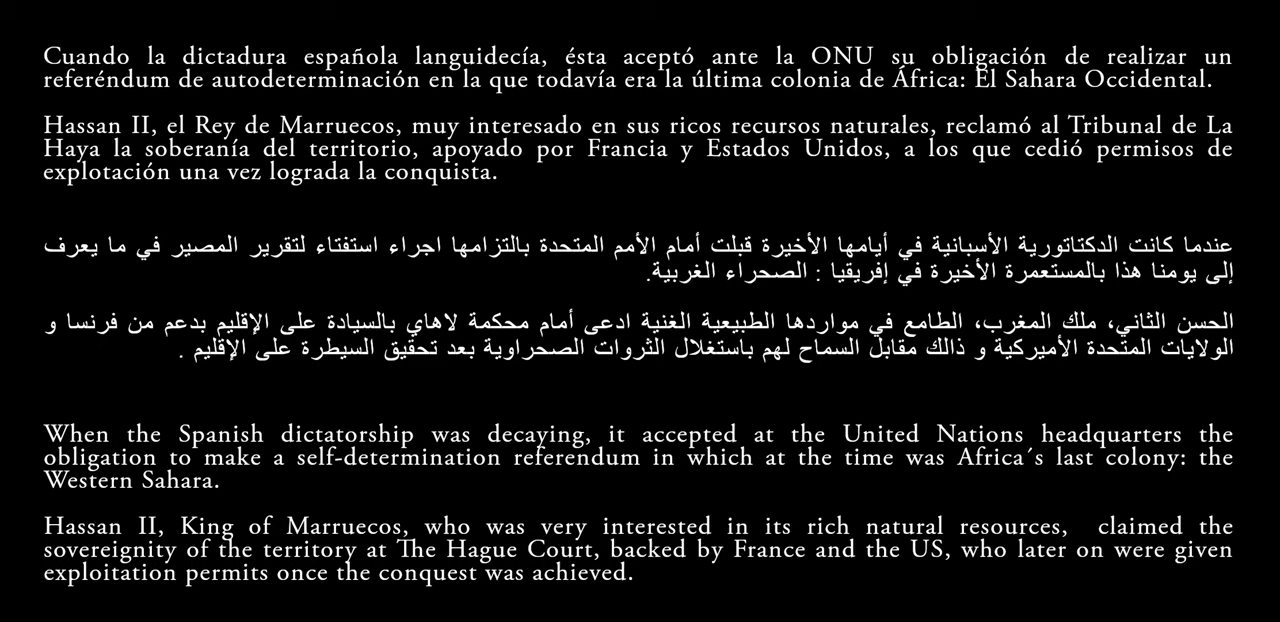 Cuando la dictadura española languidecía, ésta aceptó ante la ONU su obligación de realizar un
referéndum de autodeterminación en la que todavía era la última colonia de África: El Sahara Occidental.
Hassan II, el Rey de Marruecos, muy interesado en sus ricos recursos naturales, reclamó al Tribunal de La
Haya la soberanía del territorio, apoyado por Francia y Estados Unidos, a los que cedió permisos de
explotación una vez lograda la conquista.
عندما كانت الدكتاتورية الأسبانية في أيامها الأخيرة قبلت أمام الأمم المتحدة بالتزامها اجراء استفتاء لتقرير المصير في ما يعرف
إلى يومنا هذا بالمستعمرة الأخيرة في إفريقيا : الصحراء الغربية.
الحسن الثاني، ملك المغرب، الطامع في مواردها الطبيعية الغنية ادعى أمام محكمة لاهاي بالسيادة على الإقليم بدعم من فرنسا و
الولايات المتحدة الأميركية و ذالك مقابل السماح لهم باستغلال الثروات الصحراوية بعد تحقيق السيطرة على الإقليم .
When the Spanish dictatorship was decaying, it accepted at the United Nations headquarters the
obligation to make a self-determination referendum in which at the time was Africa´s last colony: the
Western Sahara.
Hassan II, King of Marruecos, who was very interested in its rich natural resources, claimed the
sovereignity of the territory at The Hague Court, backed by France and the US, who later on were given
exploitation permits once the conquest was achieved.